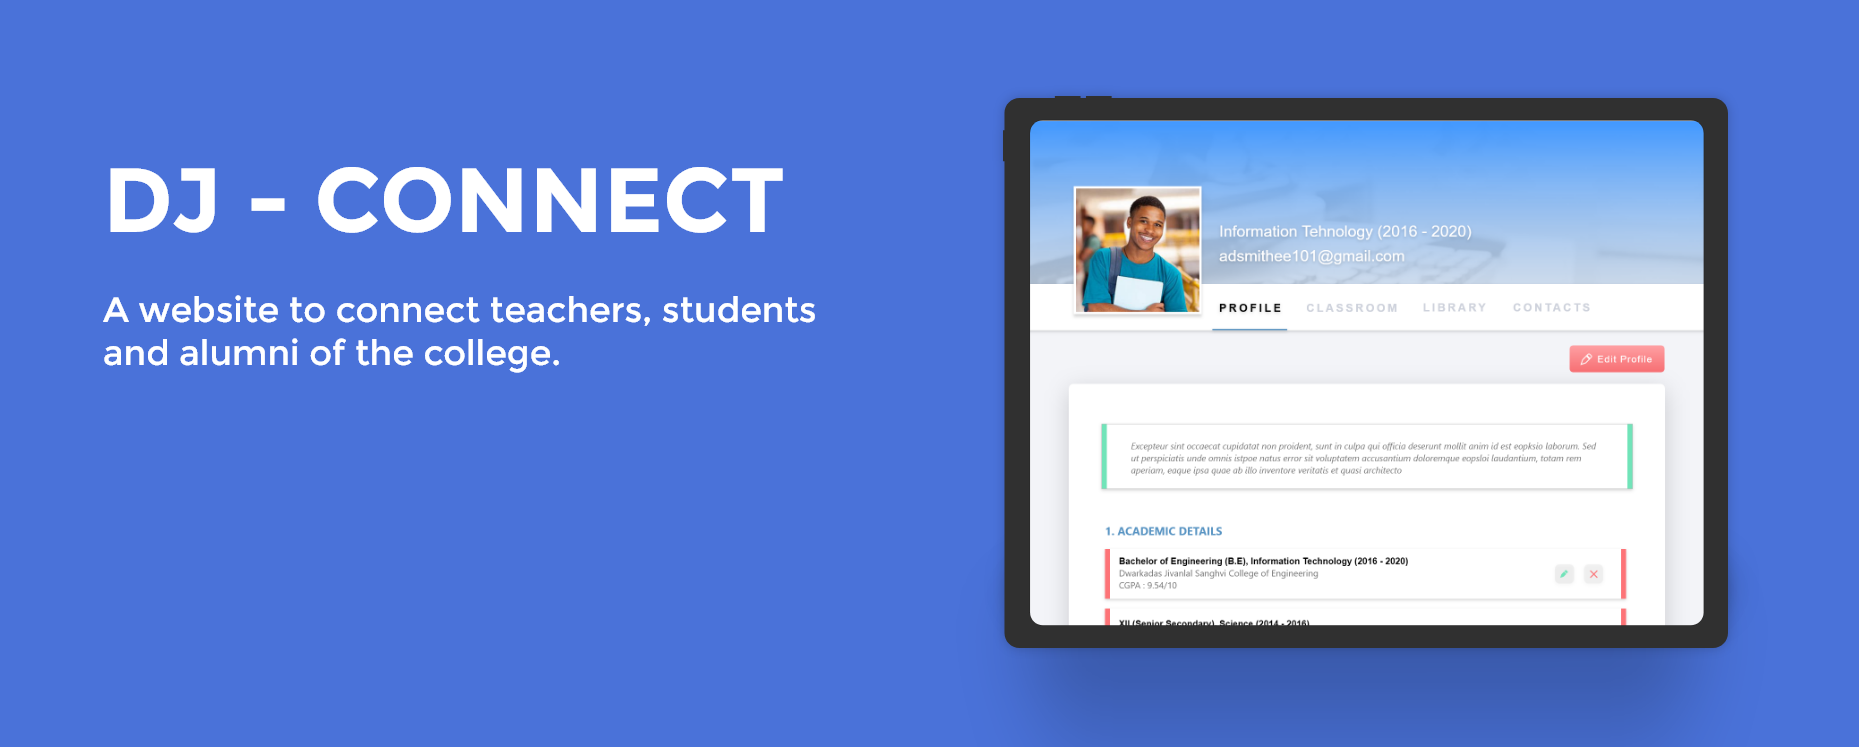 DJ - CONNECT
A website to connect teachers, students
and alumni of the college.
Information Tehnology (2016 - 2020)
adsmithee101@gmail.com
PROFILE CLASSROOM LIBRARY CONTACTS
Edit Profile
Excepteur sint occaecat cupidatat non proident, sunt in culpa qui officia deserunt mollit anim id est eopksio laborum. Sed
ut perspiciatis unde omnis istpoe natus error sit voluptatem accusantium doloremque eopsloi laudantium, totam rem
aperiam, eaque ipsa quae ab illo inventore veritatis et quasi architecto
1. ACADEMIC DETAILS
Bachelor of Engineering (B.E), Information Technology (2016 - 2020)
Dwarkadas Jivanlal Sanghvi College of Engineering
CGPA : 9.54/10
XII (Senior Secondary), Science (2014 - 2016)